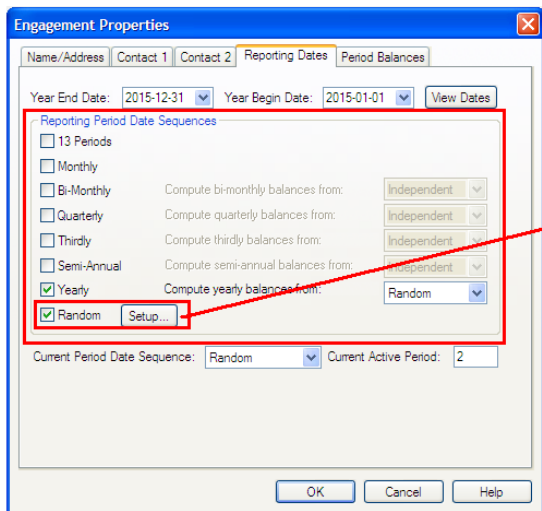 Engagement Properties
Name/Address Contact 1 Contact 2 Reporting Dates Period Balances
Year End Date: 2015-12-31 Year Begin Date: 2015-01-01 View Dates
Reporting Period Date Sequences
13 Periods
Monthly
Bi-Monthly Compute bi-monthly balances from: Independent
Quarterly Compute quarterly balances from: Independent
Thirdly Compute thirdly balances from: Independent
Semi-Annual Compute semi-annual balances from: Independent
Yearly Compute yearly balances from: Random
Random Setup...
Current Period Date Sequence: Random Current Active Period: 2
OK Cancel Help